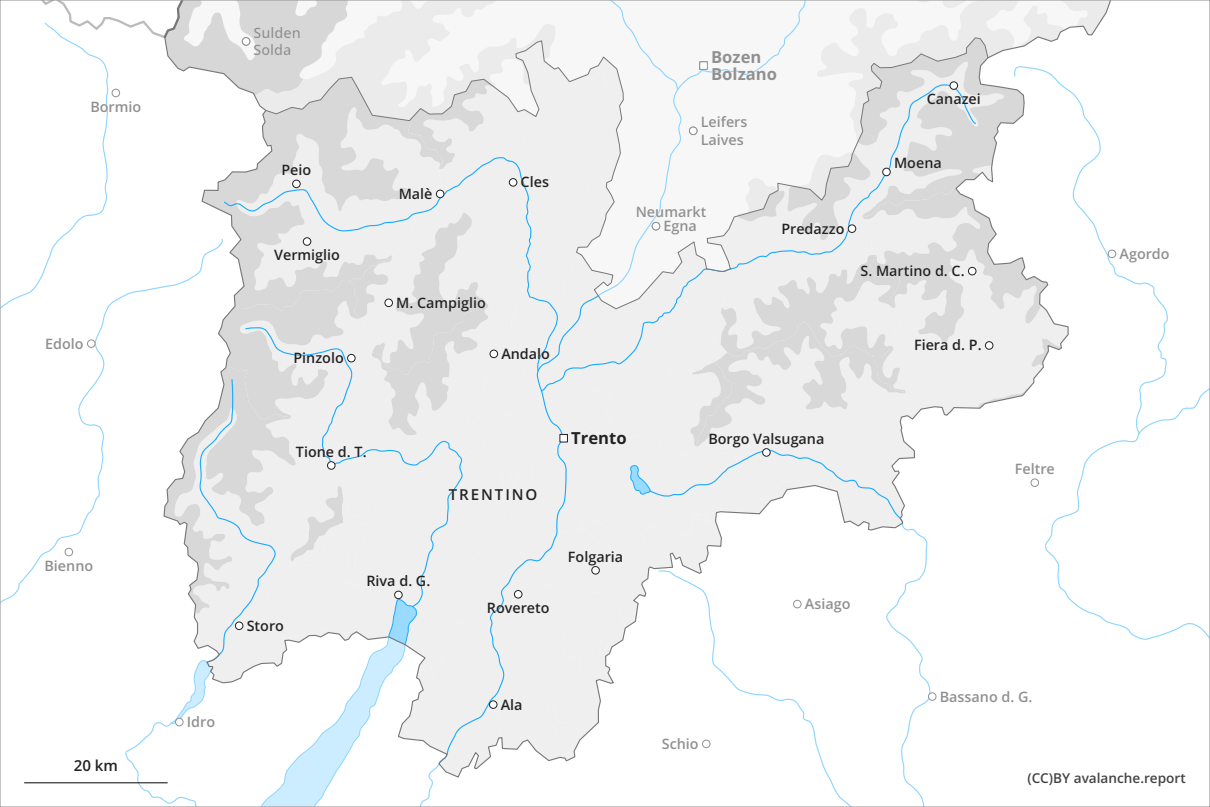 Sulden
Solda
Bozen
Bolzano
Bormio
Canazei
Leifers
Laives
Moena
Peio
Malè
Cles
Neumarkt
Egna
Predazzo
Vermiglio
Agordo
S. Martino d. C.
M. Campiglio
Edolo
Pinzolo
Andalo
Fiera d. P.
Trento
Borgo Valsugana
Tione d. T.
Feltre
TRENTINO
Bienno
Folgaria
Riva d. G.
Rovereto
Asiago
Storo
Bassano d. G.
Ala
Idro
Schio
20 km
(CC)BY avalanche.report